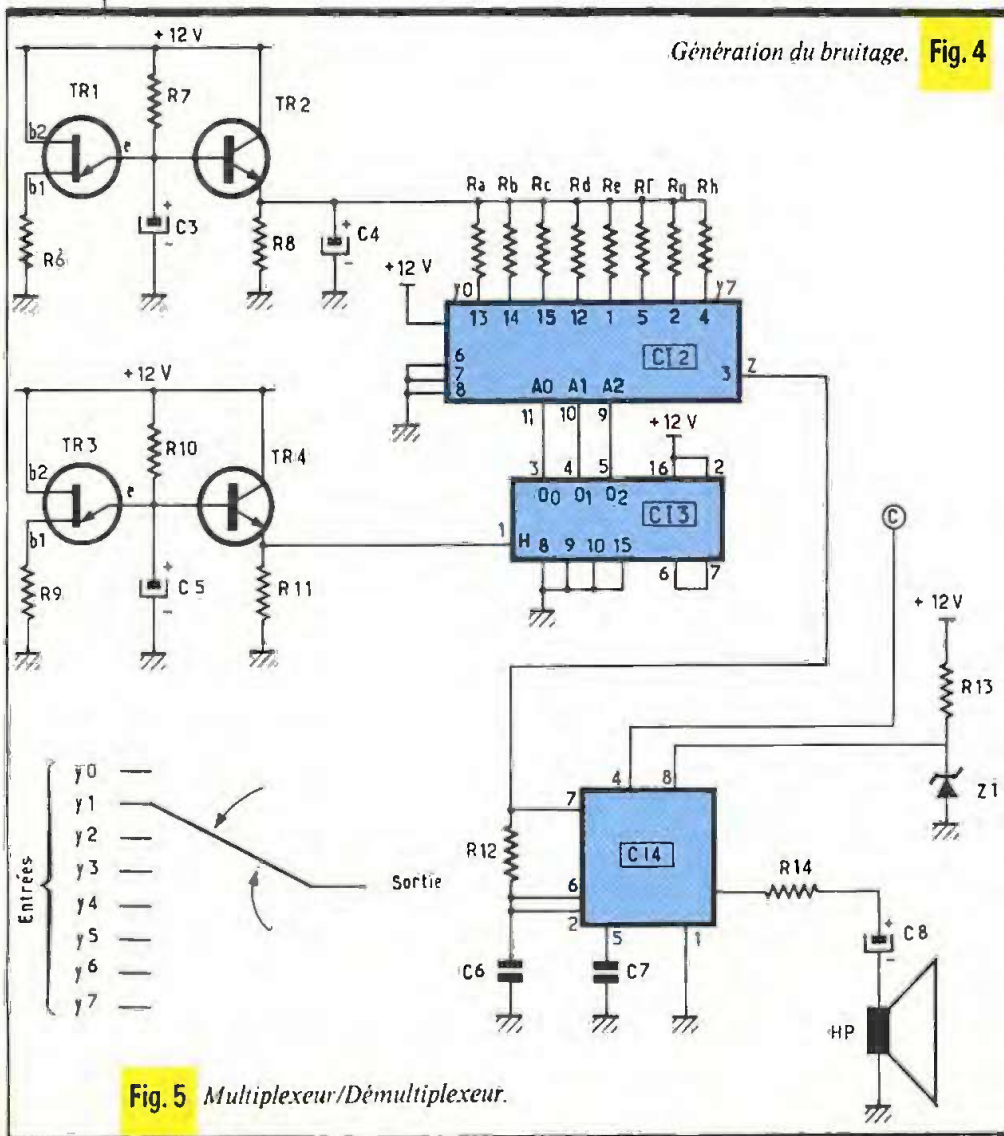 Génération du bruitage. Fig. 4
+ 12 V
TR1
R7
TR2
b2
e
b1
R6
+
C3
-
R8
+
C4
-
Ra Rb Rc Rd Re Rf Rg Rh
+12 V
y0
y7
13 14 15 12 1 5 2 4
CI2
6
7
8
3
Z
A0 A1 A2
11 10 9
+12 V
+12 V
TR3
R10
TR4
b2
e
b1
R9
+
C5
-
R11
3 4 5 16 2
O0 O1 O2
CI3
1
H 8 9 10 15
6 7
C
+ 12 V
R13
Z1
4 8
7
R12
CI4
6
2
5
1
R14
C6
C7
+
C8
-
HP
Entrées
y0
y1
y2
y3
y4
y5
y6
y7
Sortie
Fig. 5 Multiplexeur/Démultiplexeur.